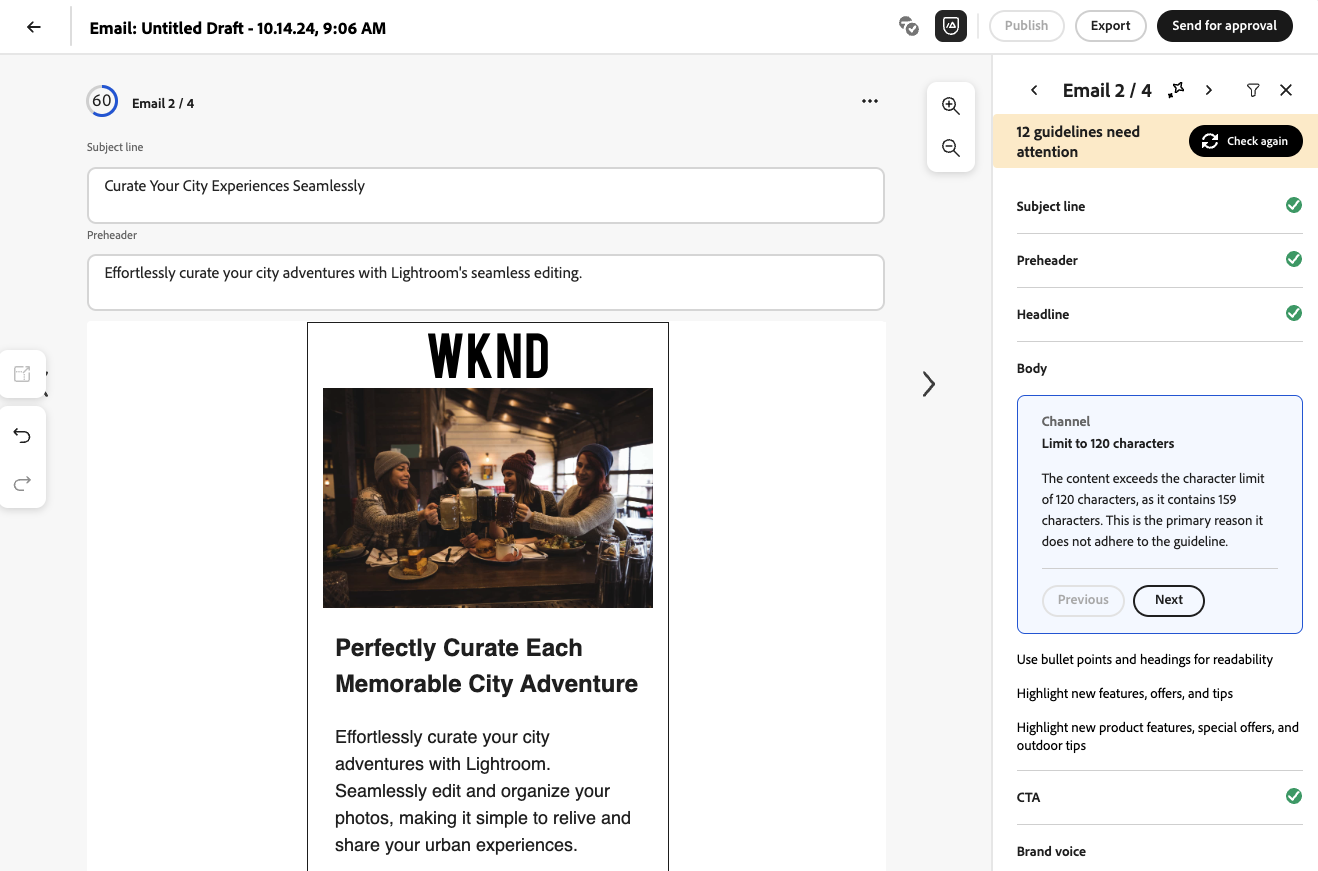 Email: Untitled Draft - 10.14.24, 9:06 AM
Publish
Export
Send for approval
60
Email 2 / 4
Subject line
Curate Your City Experiences Seamlessly
Preheader
Effortlessly curate your city adventures with Lightroom's seamless editing.
WKND
Perfectly Curate Each
Memorable City Adventure
Effortlessly curate your city
adventures with Lightroom.
Seamlessly edit and organize your
photos, making it simple to relive and
share your urban experiences.
Email 2 / 4
12 guidelines need
attention
Check again
Subject line
Preheader
Headline
Body
Channel
Limit to 120 characters
The content exceeds the character limit
of 120 characters, as it contains 159
characters. This is the primary reason it
does not adhere to the guideline.
Previous
Next
Use bullet points and headings for readability
Highlight new features, offers, and tips
Highlight new product features, special offers, and
outdoor tips
CTA
Brand voice